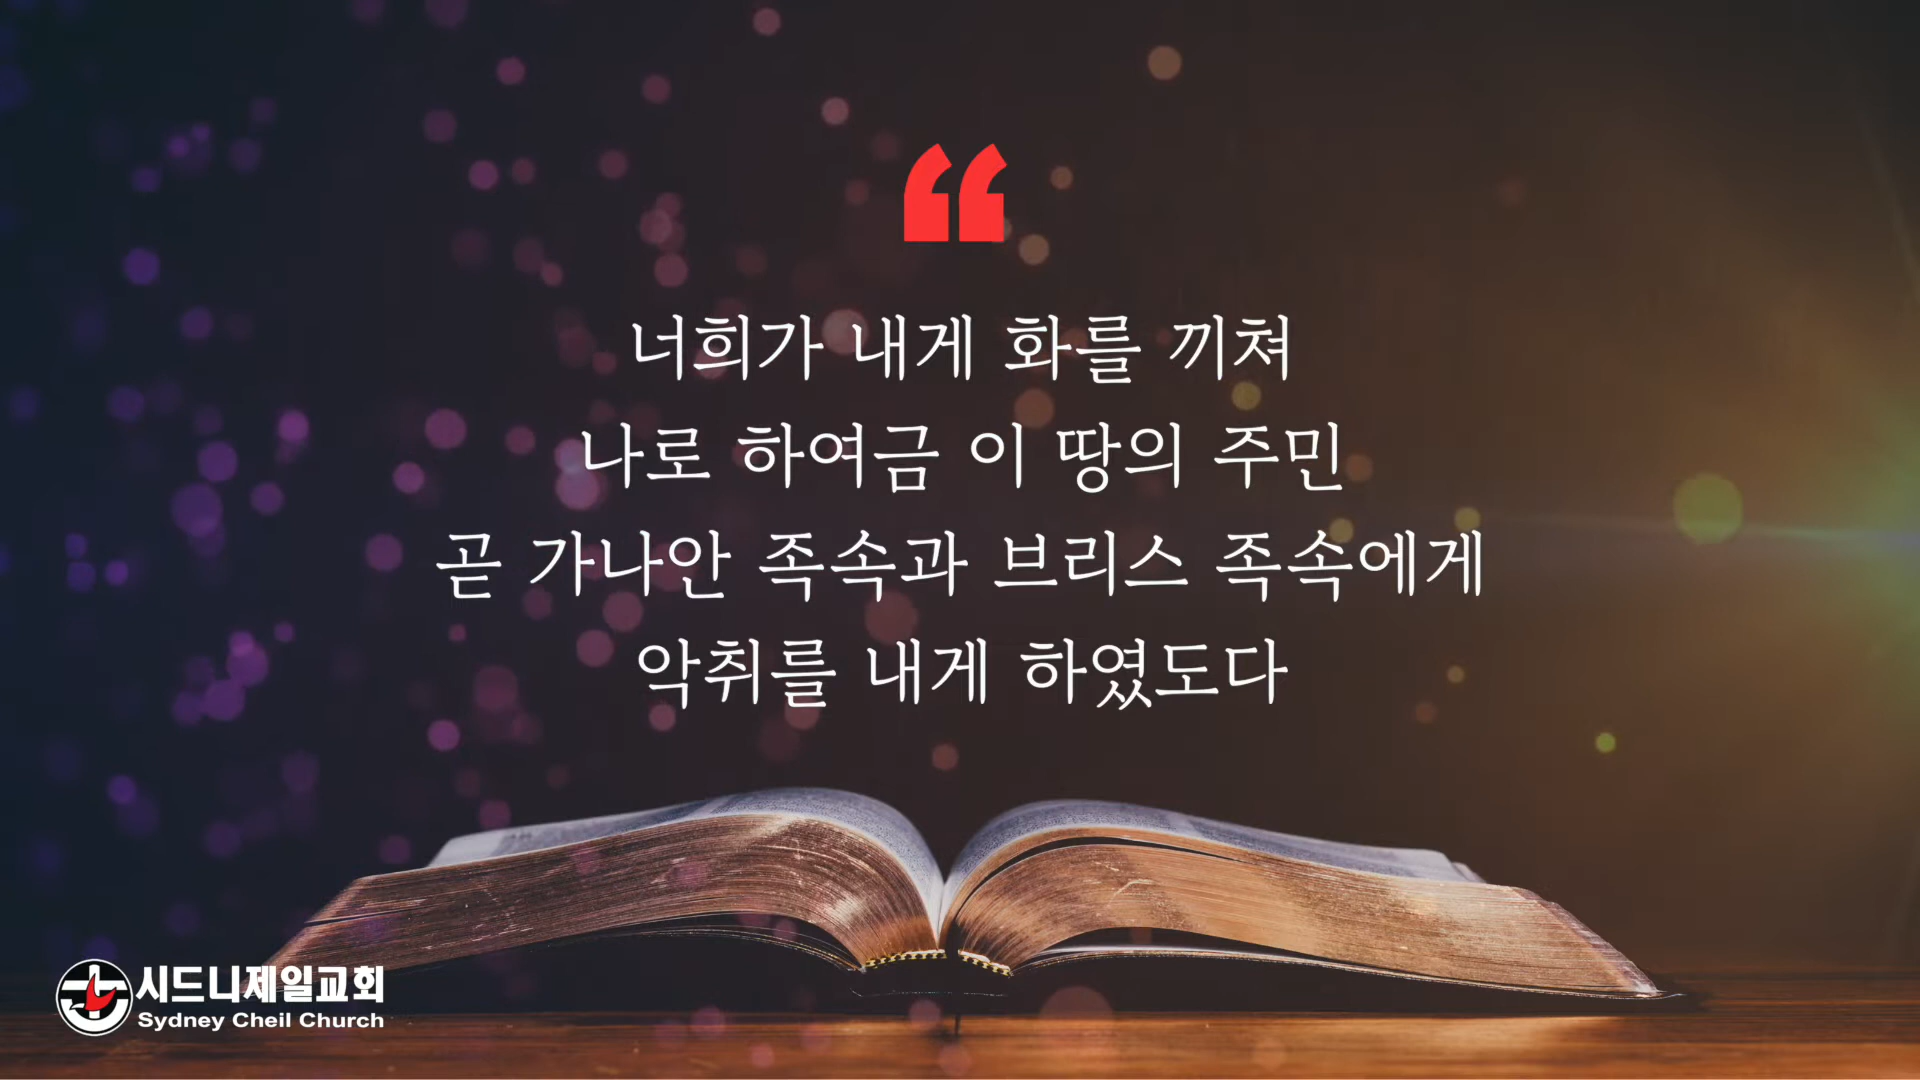 “
너희가 내게 화를 끼쳐
나로 하여금 이 땅의 주민
곧 가나안 족속과 브리스 족속에게
악취를 내게 하였도다
시드니제일교회
Sydney Cheil Church